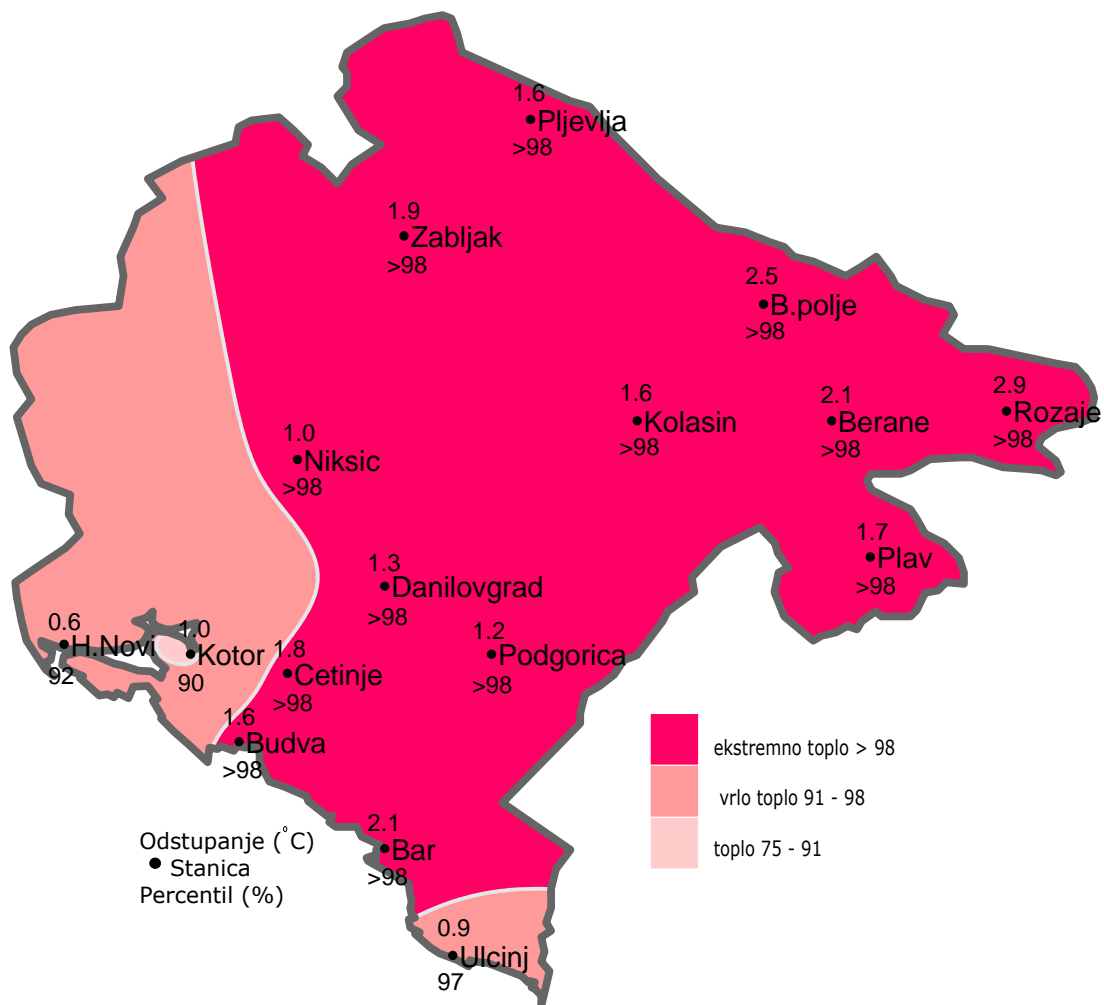 1.6
Pljevlja
>98
1.9
Zabljak
>98
2.5
B.polje
>98
1.6
Kolasin
>98
2.1
Berane
>98
2.9
Rozaje
>98
1.0
Niksic
>98
1.7
Plav
>98
1.3
Danilovgrad
>98
0.6
H.Novi
92
1.0
Kotor
90
1.8
Cetinje
>98
1.2
Podgorica
>98
1.6
Budva
>98
2.1
Bar
>98
0.9
Ulcinj
97
ekstremno toplo > 98
vrlo toplo 91 - 98
toplo 75 - 91
Odstupanje (°C)
Stanica
Percentil (%)